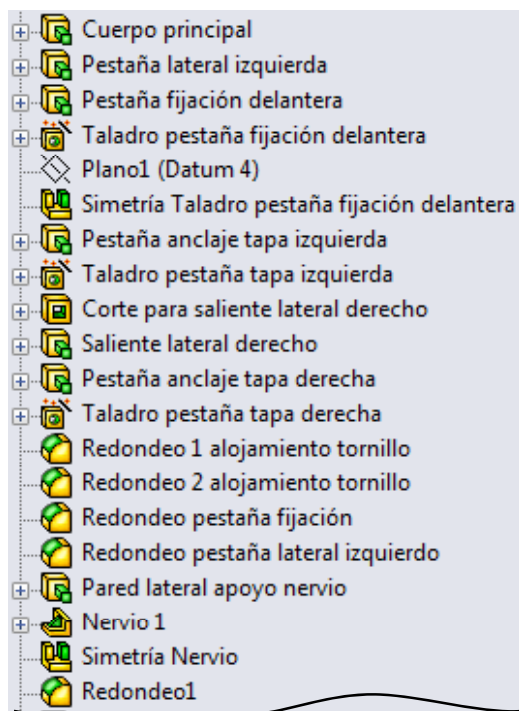 Cuerpo principal
Pestaña lateral izquierda
Pestaña fijación delantera
Taladro pestaña fijación delantera
Plano1 (Datum 4)
Simetría Taladro pestaña fijación delantera
Pestaña anclaje tapa izquierda
Taladro pestaña tapa izquierda
Corte para saliente lateral derecho
Saliente lateral derecho
Pestaña anclaje tapa derecha
Taladro pestaña tapa derecha
Redondeo 1 alojamiento tornillo
Redondeo 2 alojamiento tornillo
Redondeo pestaña fijación
Redondeo pestaña lateral izquierdo
Pared lateral apoyo nervio
Nervio 1
Simetría Nervio
Redondeo1